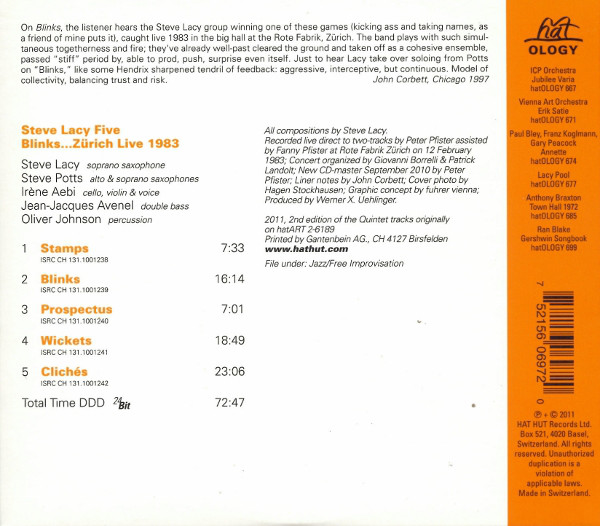 On Blinks, the listener hears the Steve Lacy group winning one of these games (kicking ass and taking names, as
a friend of mine puts it), caught live 1983 in the big hall at the Rote Fabrik, Zürich. The band plays with such simul-
taneous togetherness and fire; they've already well-past cleared the ground and taken off as a cohesive ensemble,
passed "stiff" period by, able to prod, push, surprise even itself. Just to hear Lacy take over soloing from Potts
on "Blinks," like some Hendrix sharpened tendril of feedback: aggressive, interceptive, but continuous. Model of
collectivity, balancing trust and risk. John Corbett, Chicago 1997
Steve Lacy Five
Blinks...Zürich Live 1983
Steve Lacy soprano saxophone
Steve Potts alto & soprano saxophones
Irène Aebi cello, violin & voice
Jean-Jacques Avenel double bass
Oliver Johnson percussion
1 Stamps 7:33
ISRC CH 131.1001238
2 Blinks 16:14
ISRC CH 131.1001239
3 Prospectus 7:01
ISRC CH 131.1001240
4 Wickets 18:49
ISRC CH 131.1001241
5 Clichés 23:06
ISRC CH 131.1001242
Total Time DDD 24Bit 72:47
All compositions by Steve Lacy.
Recorded live direct to two-tracks by Peter Pfister assisted
by Fanny Pfister at Rote Fabrik Zürich on 12 February
1983; Concert organized by Giovanni Borrelli & Patrick
Landolt; New CD-master September 2010 by Peter
Pfister; Liner notes by John Corbett; Cover photo by
Hagen Stockhausen; Graphic concept by fuhrer vienna;
Produced by Werner X. Uehlinger.
2011, 2nd edition of the Quintet tracks originally
on hatART 2-6189
Printed by Gantenbein AG., CH 4127 Birsfelden
www.hathut.com
File under: Jazz/Free Improvisation
hat
OLOGY
ICP Orchestra
Jubilee Varia
hatOLOGY 667
Vienna Art Orchestra
Erik Satie
hatOLOGY 671
Paul Bley, Franz Koglmann,
Gary Peacock
Annette
hatOLOGY 674
Lacy Pool
hatOLOGY 677
Anthony Braxton
Town Hall 1972
hatOLOGY 685
Ran Blake
Gershwin Songbook
hatOLOGY 699
7 52156 06972 0
℗ + © 2011
HAT HUT Records Ltd.
Box 521, 4020 Basel,
Switzerland. All rights
reserved. Unauthorized
duplication is a
violation of
applicable laws.
Made in Switzerland.